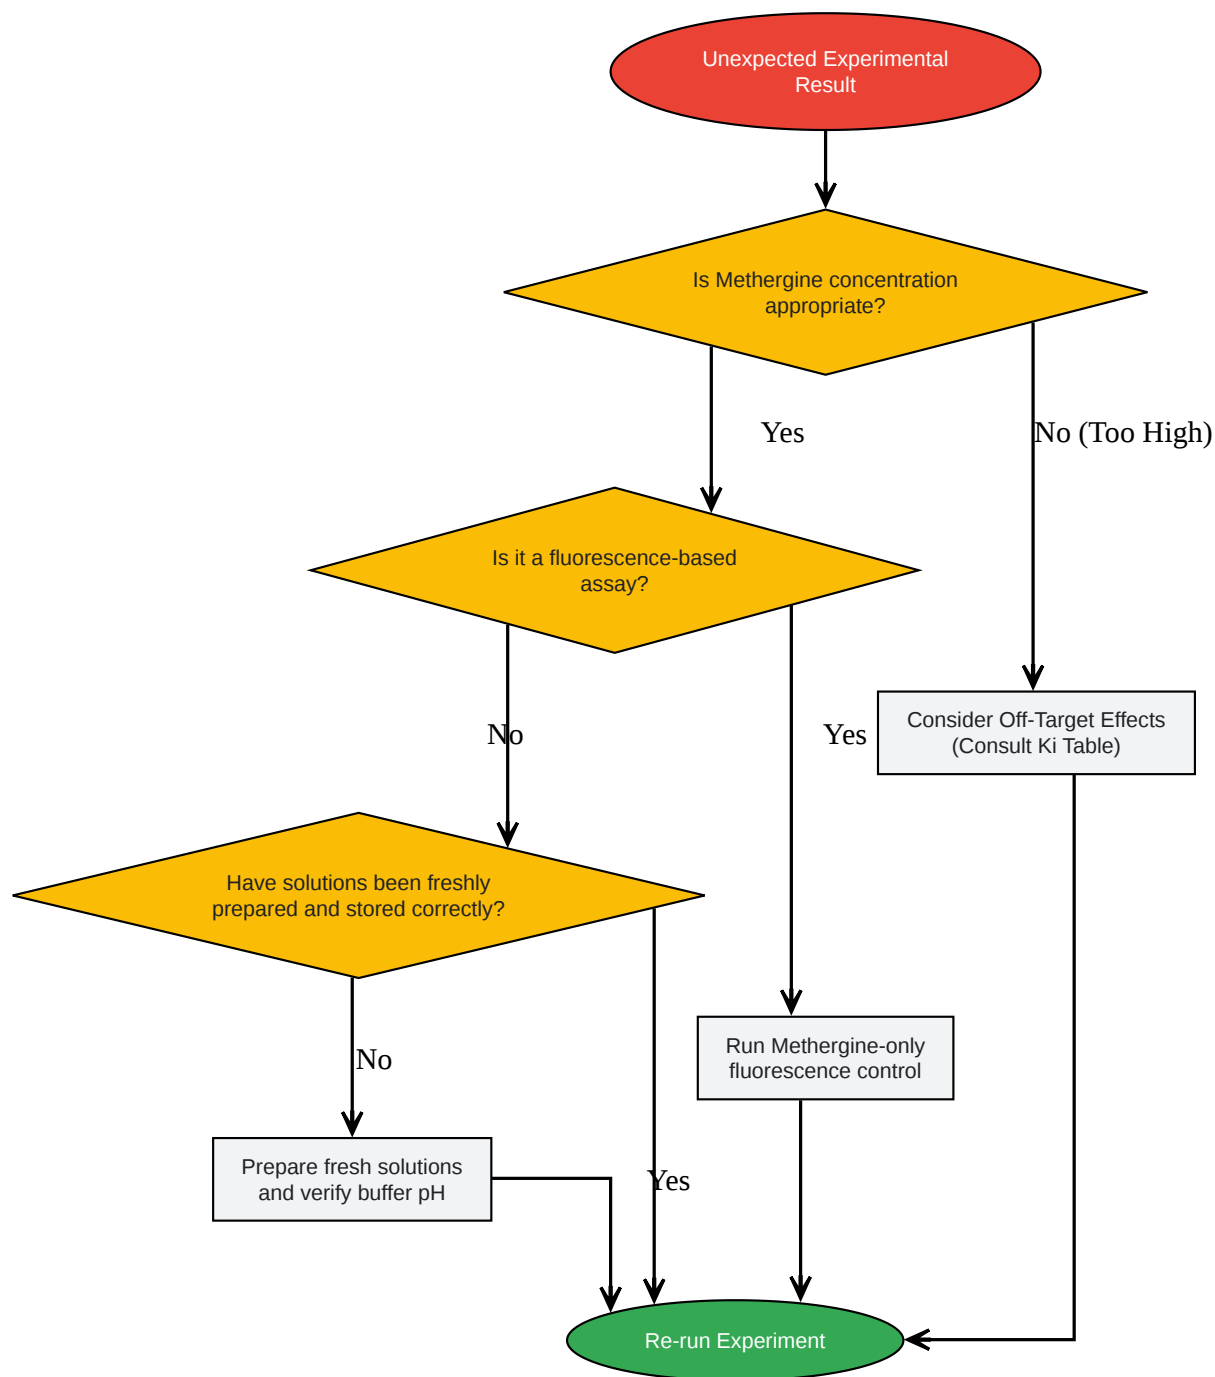 Unexpected Experimental
Result
Is Methergine concentration
appropriate?
Yes
No (Too High)
Is it a fluorescence-based
assay?
No
Yes
Consider Off-Target Effects
(Consult Ki Table)
Have solutions been freshly
prepared and stored correctly?
No
Run Methergine-only
fluorescence control
Prepare fresh solutions
and verify buffer pH
Yes
Re-run Experiment